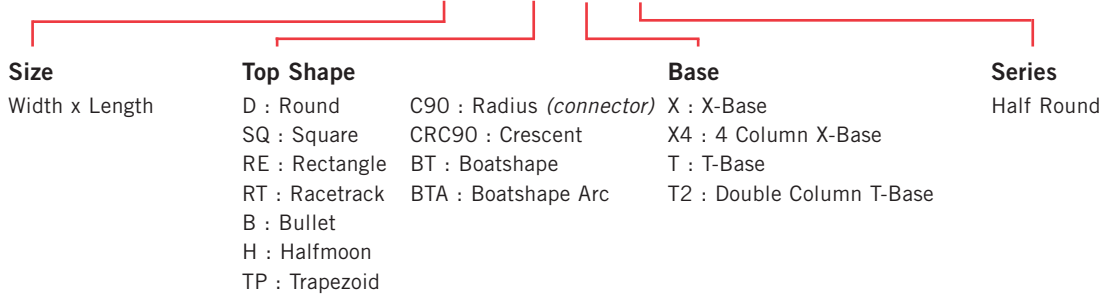 Size
Width x Length
Top Shape
D : Round
SQ : Square
RE : Rectangle
RT : Racetrack
B : Bullet
H : Halfmoon
TP : Trapezoid
C90 : Radius (connector)
CRC90 : Crescent
BT : Boatshape
BTA : Boatshape Arc
Base
X : X-Base
X4 : 4 Column X-Base
T : T-Base
T2 : Double Column T-Base
Series
Half Round